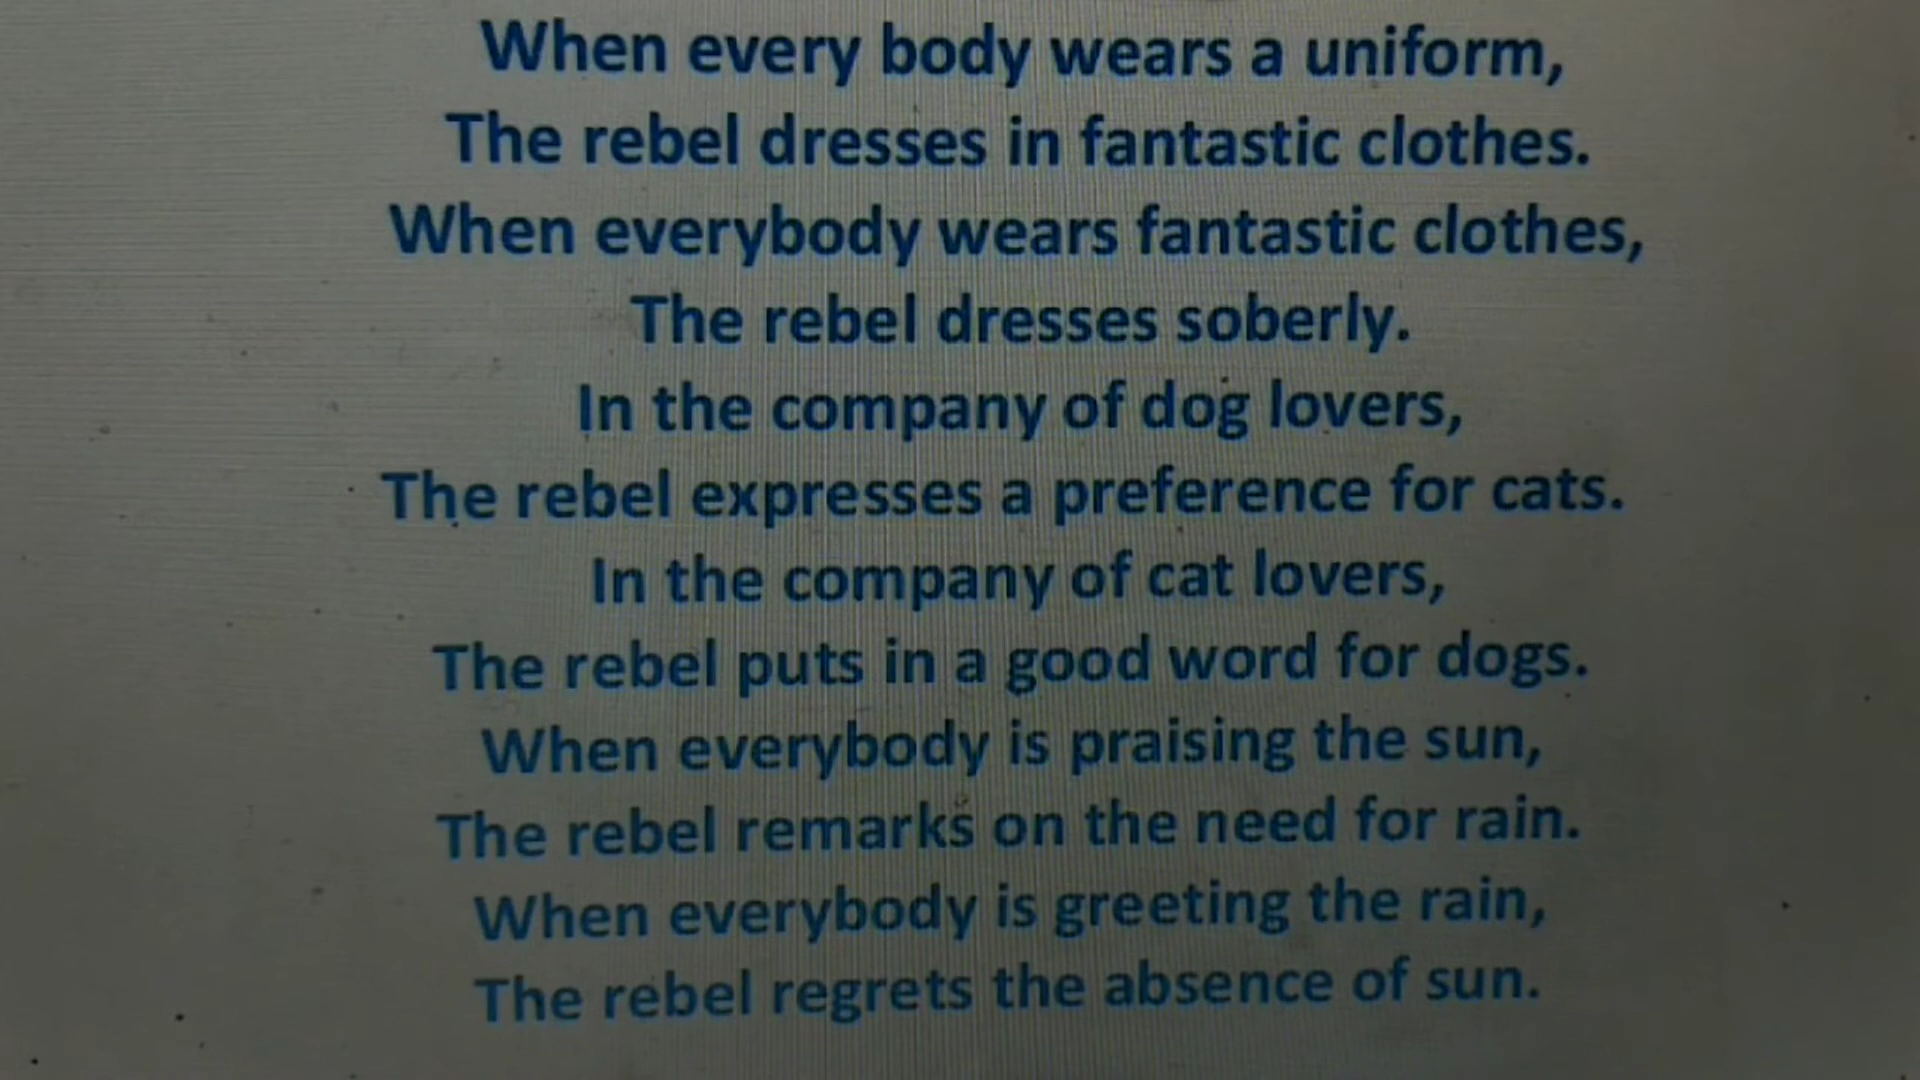 When every body wears a uniform,
The rebel dresses in fantastic clothes.
When everybody wears fantastic clothes,
The rebel dresses soberly.
In the company of dog lovers,
The rebel expresses a preference for cats.
In the company of cat lovers,
The rebel puts in a good word for dogs.
When everybody is praising the sun,
The rebel remarks on the need for rain.
When everybody is greeting the rain,
The rebel regrets the absence of sun.